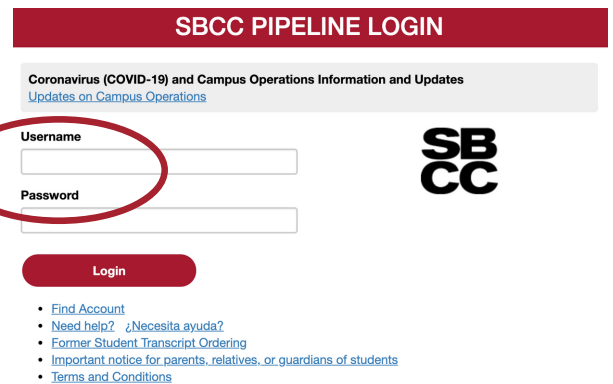 SBCC PIPELINE LOGIN
Coronavirus (COVID-19) and Campus Operations Information and Updates
Updates on Campus Operations
Username
SB
CC
Password
Login
Find Account
Need help? ¿Necesita ayuda?
Former Student Transcript Ordering
Important notice for parents, relatives, or guardians of students
Terms and Conditions